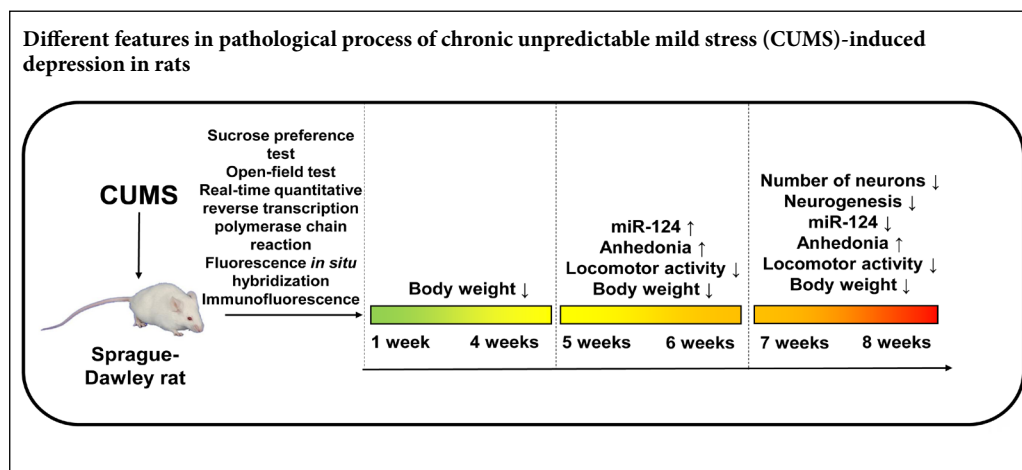 Different features in pathological process of chronic unpredictable mild stress (CUMS)-induced
depression in rats
CUMS
Sprague-
Dawley rat
Sucrose preference
test
Open-field test
Real-time quantitative
reverse transcription
polymerase chain
reaction
Fluorescence in situ
hybridization
Immunofluorescence
Body weight ↓
1 week 4 weeks
miR-124 ↑
Anhedonia ↑
Locomotor activity ↓
Body weight ↓
5 weeks 6 weeks
Number of neurons ↓
Neurogenesis ↓
miR-124 ↓
Anhedonia ↑
Locomotor activity ↓
Body weight ↓
7 weeks 8 weeks